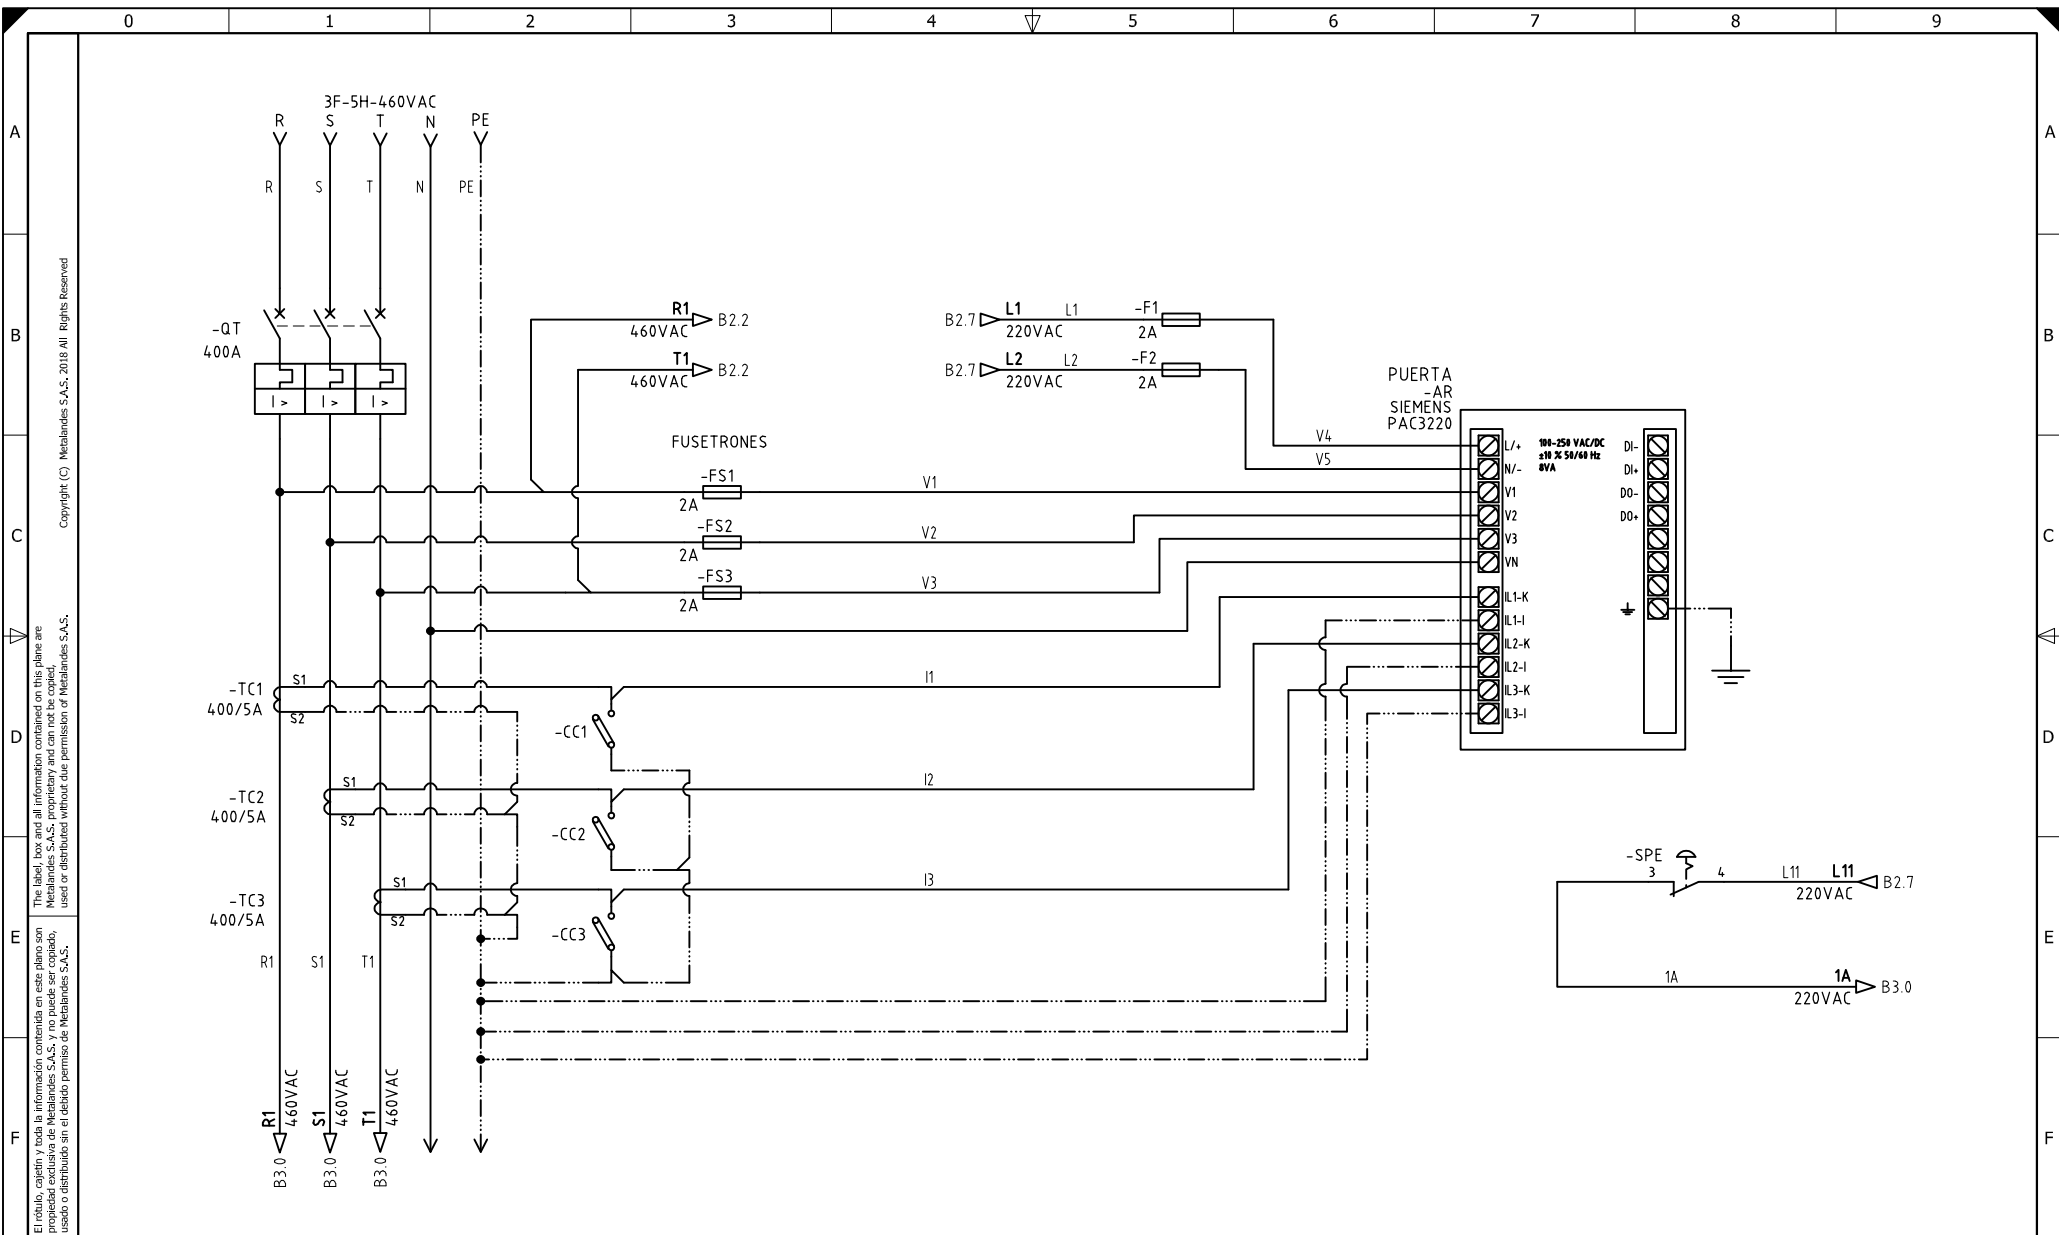 0 1 2 3 4 5 6 7 8 9
3F-5H-460VAC
R S T N PE
A A
R S T N PE
B B
-QT
400A
I > I > I >
R1
460VAC B2.2
T1
460VAC B2.2
B2.7 L1 L1 -F1
220VAC 2A
B2.7 L2 L2 -F2
220VAC 2A
PUERTA
-AR
SIEMENS
PAC3220
FUSETRONES
C C
-FS1
2A
V1
-FS2
2A
V2
-FS3
2A
V3
V4
V5
L/+
N/-
V1
V2
V3
VN
IL1-K
IL1-I
IL2-K
IL2-I
IL3-K
IL3-I
100-250 VAC/DC
±10 % 50/60 Hz
8VA
DI-
DI+
DO-
DO+
D D
-TC1
400/5A
S1
S2
-CC1
I1
-TC2
400/5A
S1
S2
-CC2
I2
E E
-TC3
400/5A
S1
S2
-CC3
I3
-SPE
3 4 L11 L11
220VAC B2.7
1A 1A
220VAC B3.0
R1 S1 T1
F F
R1
460VAC
B3.0
S1
460VAC
B3.0
T1
460VAC
B3.0
Copyright (C) Metalandes S.A.S. 2018 All Rights Reserved
The label, box and all information contained on this plane are
Metalandes S.A.S. proprietary and can not be copied,
used or distributed without due permission of Metalandes S.A.S.
El rótulo, cajetín y toda la información contenida en este plano son
propiedad exclusiva de Metalandes S.A.S. y no puede ser copiado,
usado o distribuido sin el debido permiso de Metalandes S.A.S.